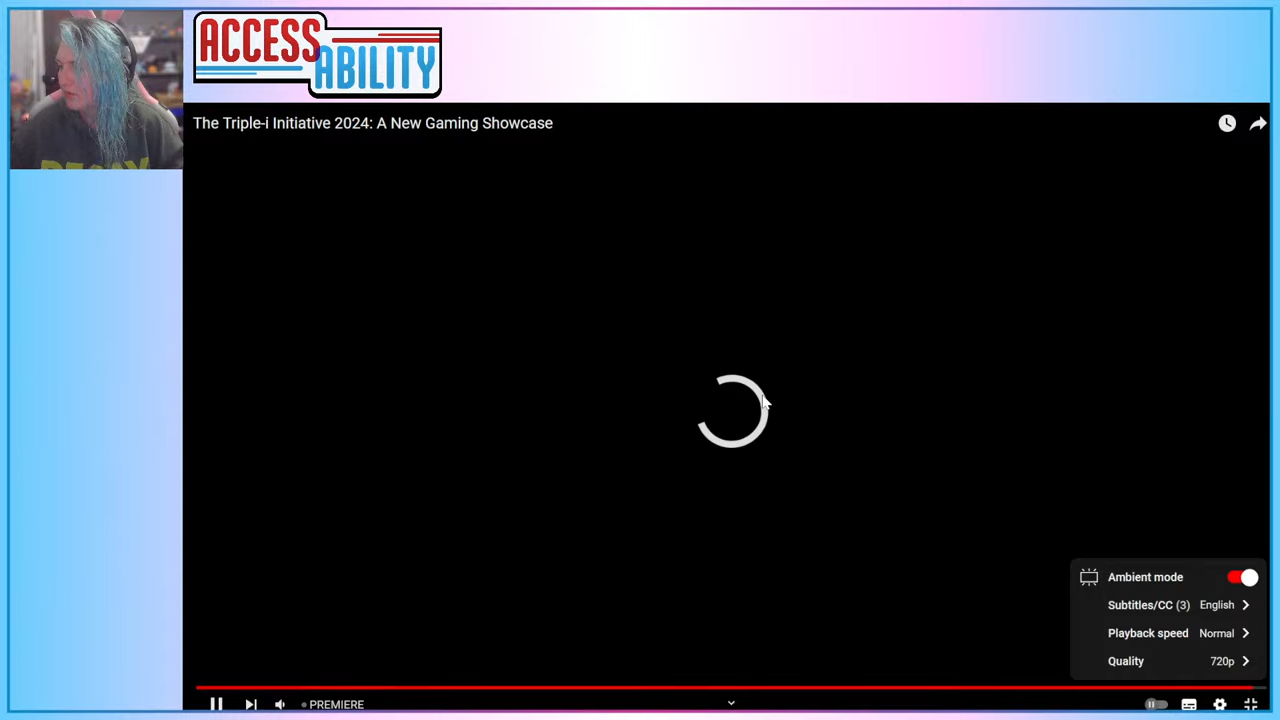 ACCESS
ABILITY
The Triple-i Initiative 2024: A New Gaming Showcase
Ambient mode
Subtitles/CC (3) English
Playback speed Normal
Quality 720p
PREMIERE